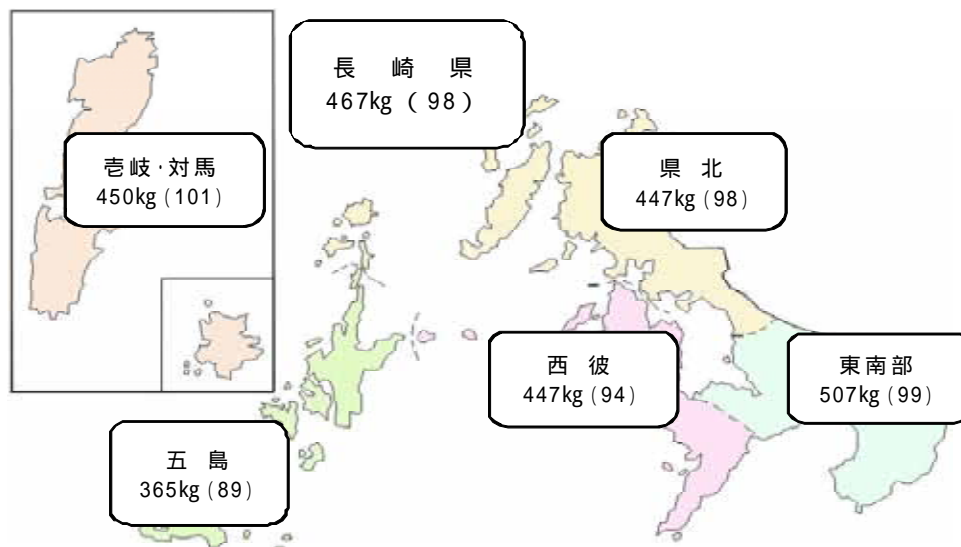 長崎県
467kg（98）
壱岐・対馬
450kg（101）
県北
447kg（98）
西彼
447kg（94）
東南部
507kg（99）
五島
365kg（89）